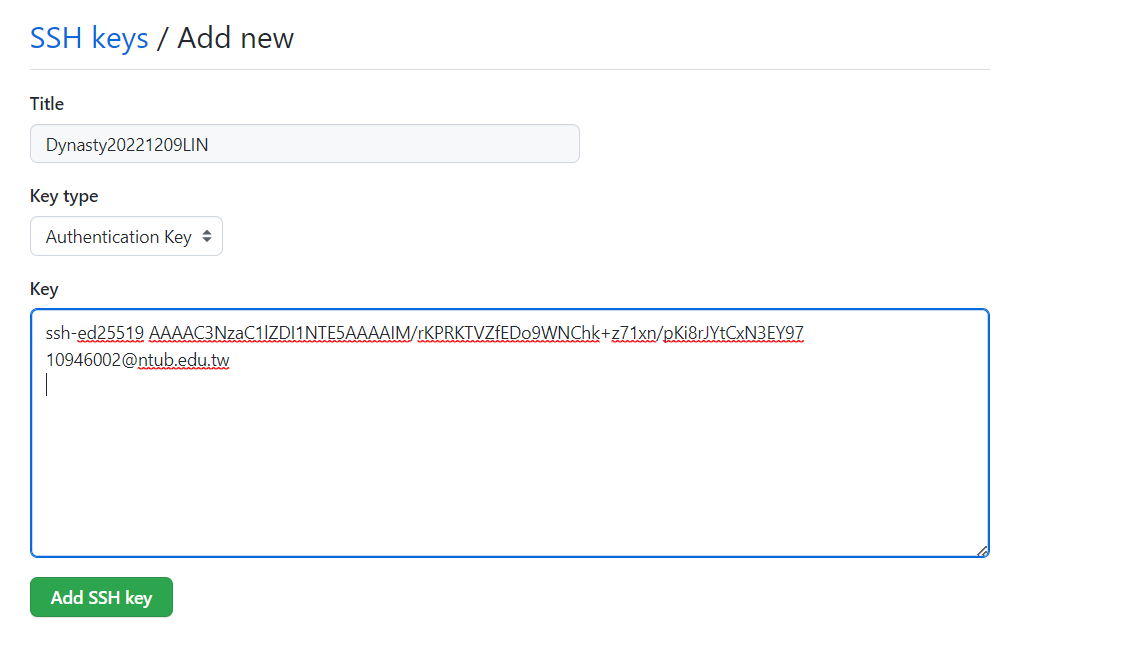 SSH keys / Add new
Title
Dynasty20221209LIN
Key type
Authentication Key
Key
ssh-ed25519 AAAAC3NzaC1lZDI1NTE5AAAAIM/rKPRKTVZfEDo9WNChk+z71xn/pKi8rJYtCxN3EY97
10946002@ntub.edu.tw
Add SSH key